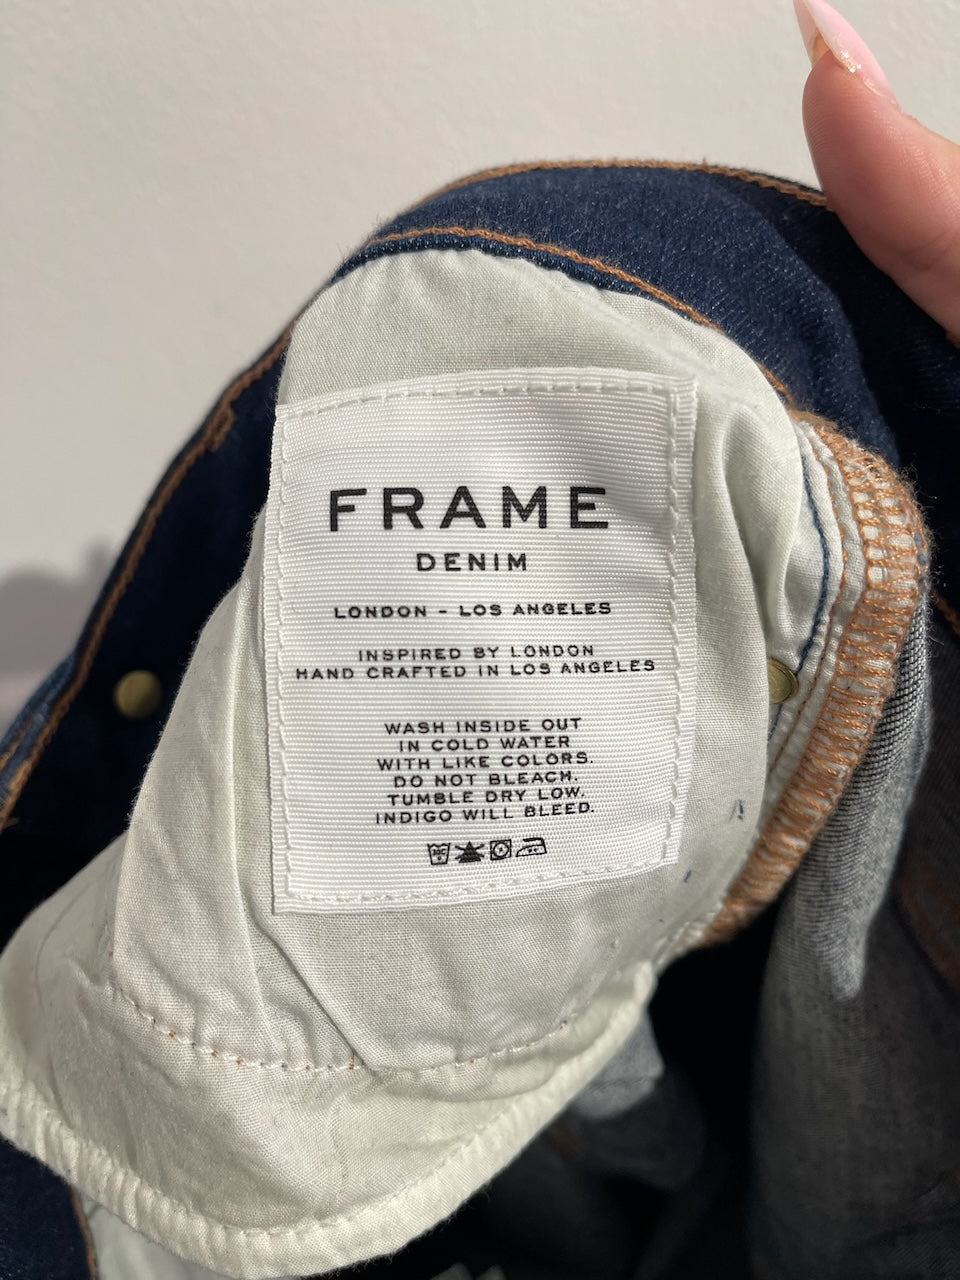 FRAME
DENIM
LONDON - LOS ANGELES
INSPIRED BY LONDON
HAND CRAFTED IN LOS ANGELES
WASH INSIDE OUT
IN COLD WATER
WITH LIKE COLORS.
DO NOT BLEACH.
TUMBLE DRY LOW.
INDIGO WILL BLEED.